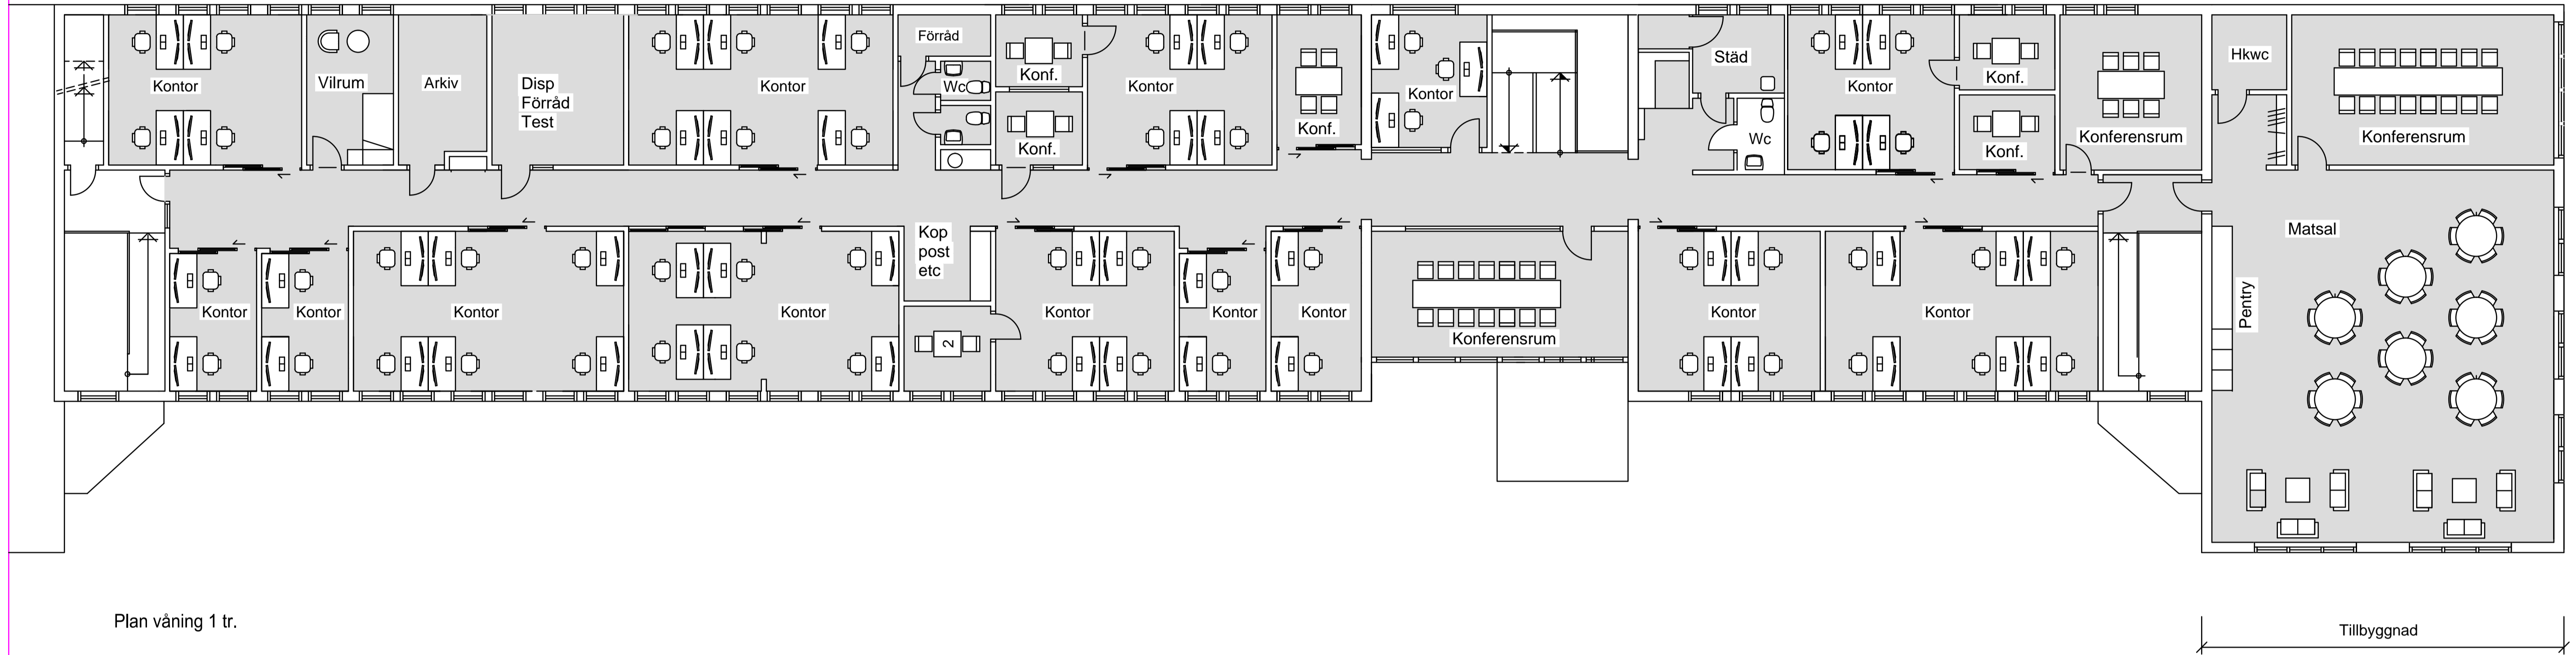 Kontor
Vilrum
Arkiv
Disp
Förråd
Test
Kontor
Förråd
Wc
Konf.
Konf.
Kontor
Konf.
Kontor
Städ
Wc
Kontor
Konf.
Konf.
Konferensrum
Hkwc
Konferensrum
Kontor
Kontor
Kontor
Kontor
Kop
post
etc
2
Kontor
Kontor
Kontor
Konferensrum
Kontor
Kontor
Pentry
Matsal
Plan våning 1 tr.
Tillbyggnad